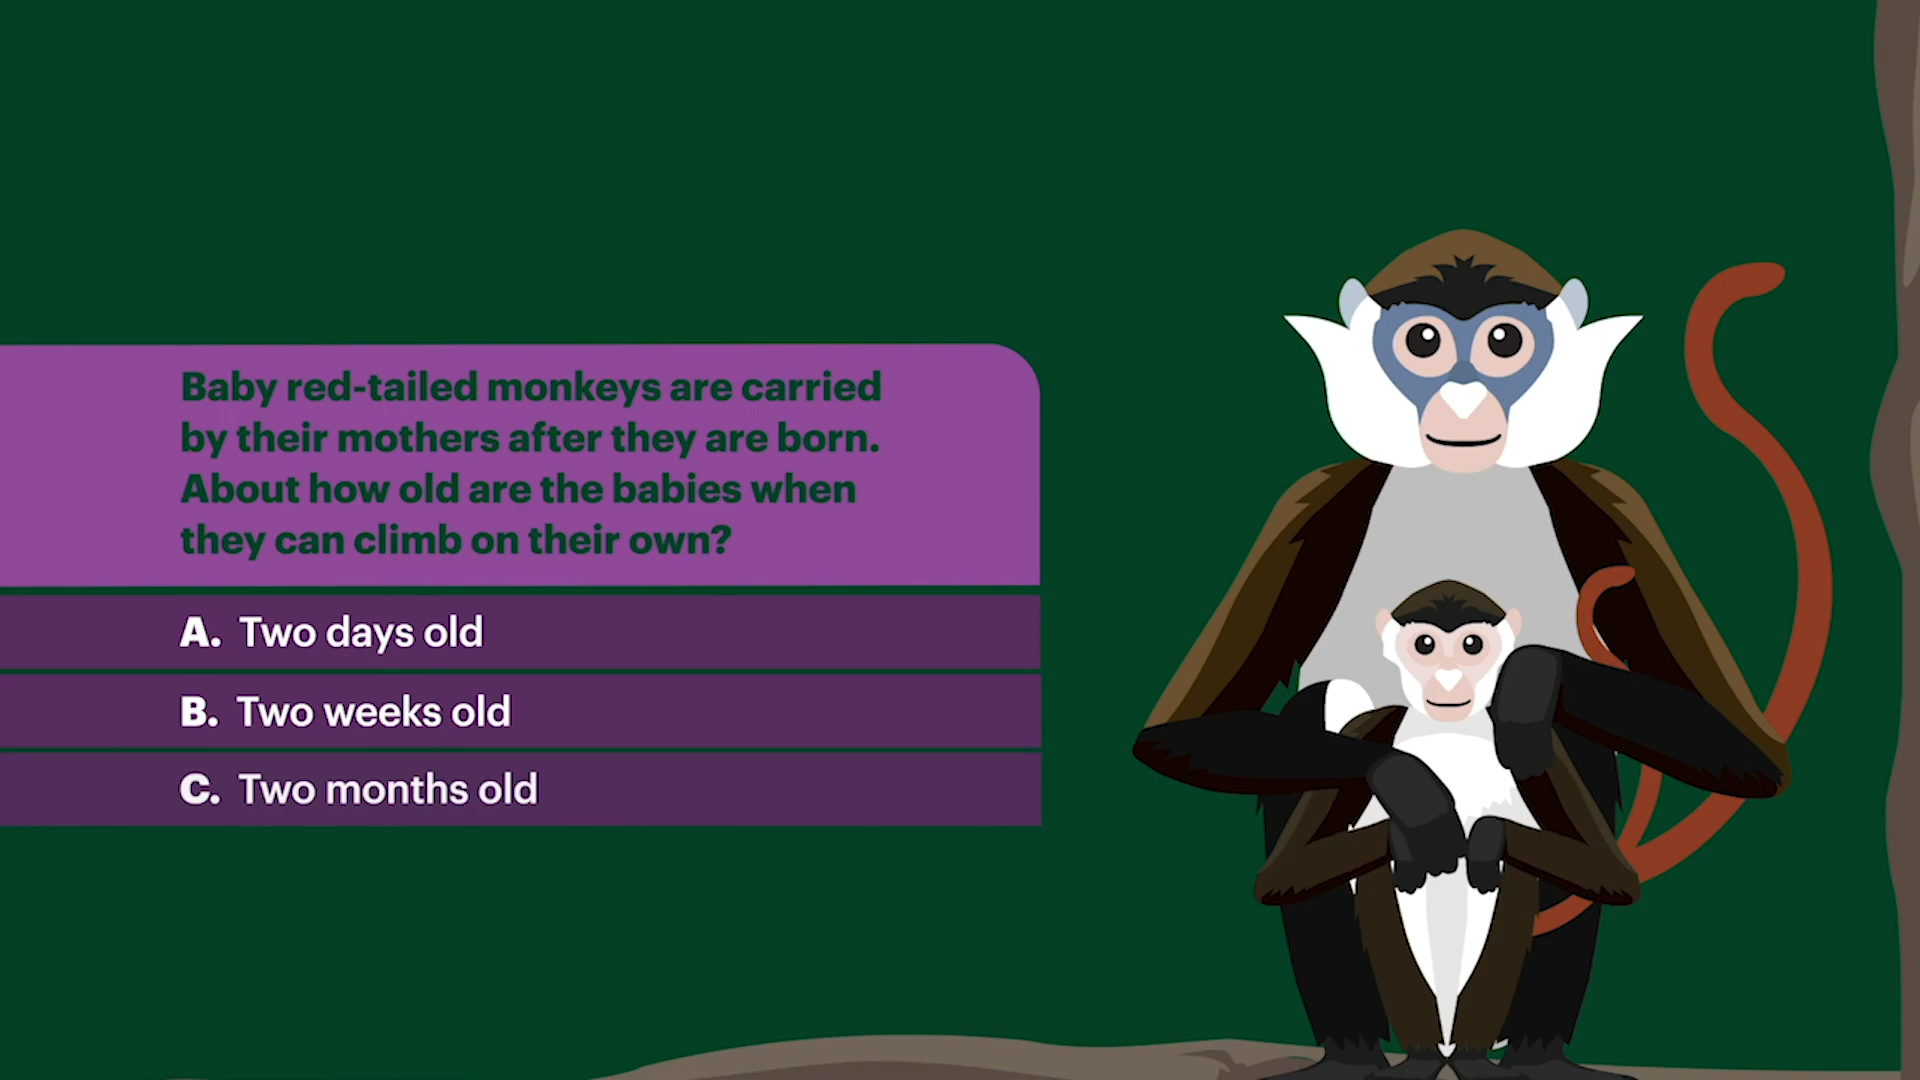 Baby red-tailed monkeys are carried
by their mothers after they are born.
About how old are the babies when
they can climb on their own?
A. Two days old
B. Two weeks old
C. Two months old